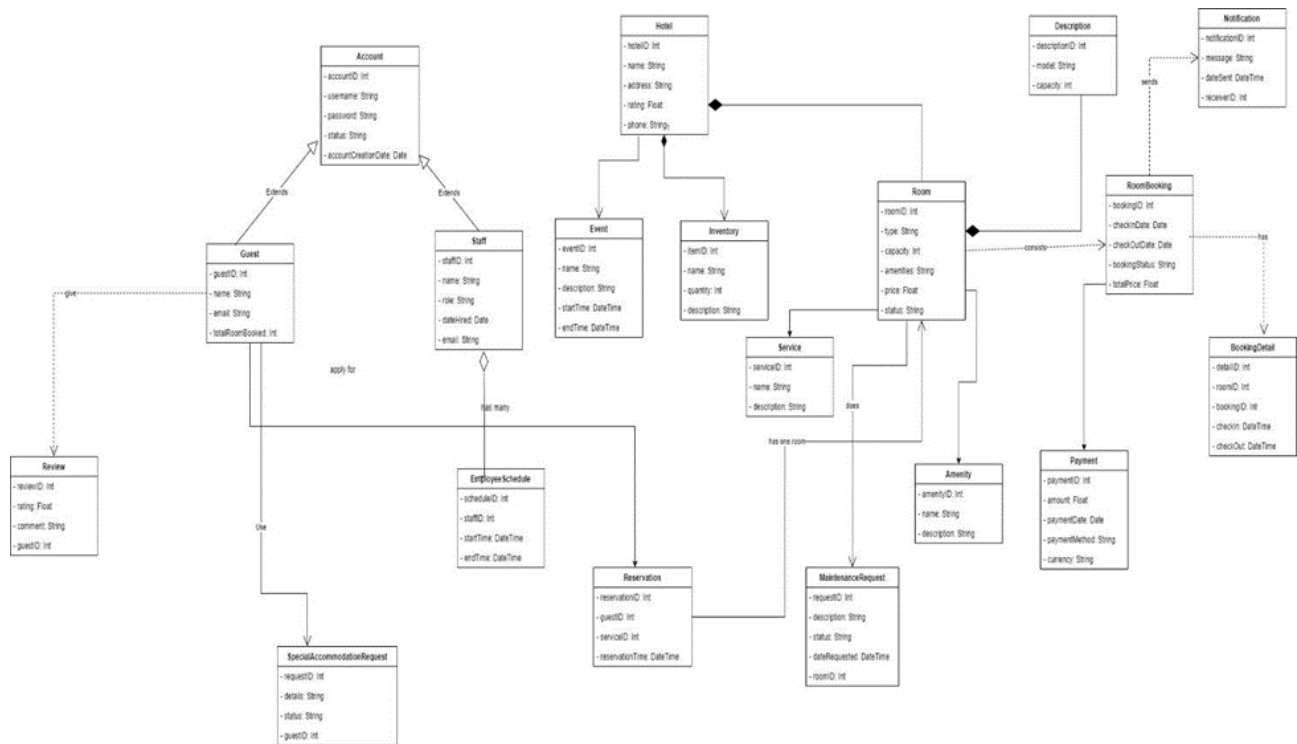 Account
- accountID: Int
- username: String
- password: String
- status: String
- accountCreationDate: Date
Hotel
- hotelID: Int
- name: String
- address: String
- rating: Float
- phone: String
Description
- descriptionID: Int
- model: String
- capacity: Int
Notification
- notificationID: Int
- message: String
- dateSent: DateTime
- receiverID: Int
sends
Extends
Extends
Guest
- guestID: Int
- name: String
- email: String
- totalRoomBooked: Int
Staff
- staffID: Int
- name: String
- role: String
- dateHired: Date
- email: String
Event
- eventID: Int
- name: String
- description: String
- startTime: DateTime
- endTime: DateTime
Inventory
- itemID: Int
- name: String
- quantity: Int
- description: String
Room
- roomID: Int
- type: String
- capacity: Int
- amenities: String
- price: Float
- status: String
consists
RoomBooking
- bookingID: Int
- checkInDate: Date
- checkOutDate: Date
- bookingStatus: String
- totalPrice: Float
has
give
apply for
has many
Service
- serviceID: Int
- name: String
- description: String
does
has one room
BookingDetail
- detailID: Int
- roomID: Int
- bookingID: Int
- checkIn: DateTime
- checkOut: DateTime
Review
- reviewID: Int
- rating: Float
- comment: String
- guestID: Int
Use
EmployeeSchedule
- scheduleID: Int
- staffID: Int
- startTime: DateTime
- endTime: DateTime
Amenity
- amenityID: Int
- name: String
- description: String
Payment
- paymentID: Int
- amount: Float
- paymentDate: Date
- paymentMethod: String
- currency: String
Reservation
- reservationID: Int
- guestID: Int
- serviceID: Int
- reservationTime: DateTime
MaintenanceRequest
- requestID: Int
- description: String
- status: String
- dateRequested: DateTime
- roomID: Int
SpecialAccommodationRequest
- requestID: Int
- details: String
- status: String
- guestID: Int